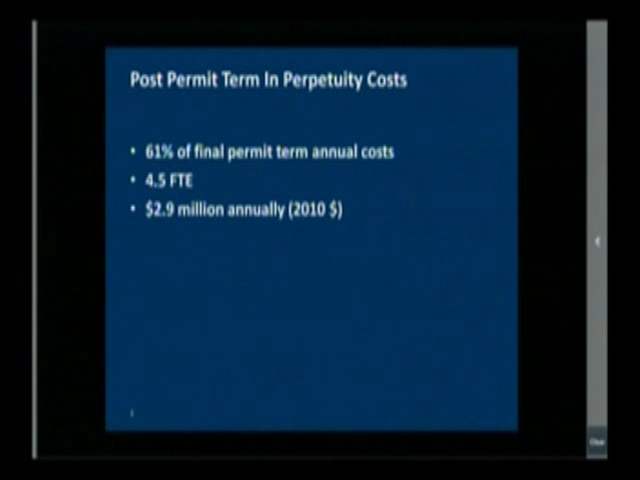 Post Permit Term In Perpetuity Costs
• 61% of final permit term annual costs
• 4.5 FTE
• $2.9 million annually (2010 $)